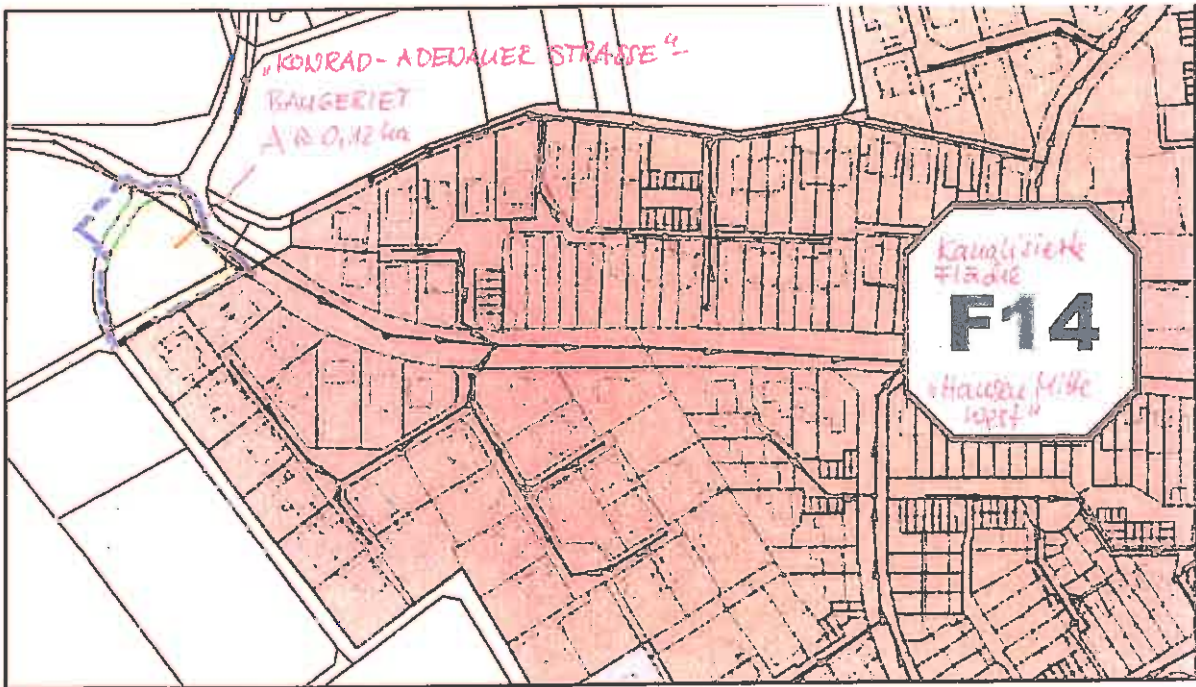 „KONRAD-ADENAUER STRASSE“
BAUGEBIET
A ≈ 0,12 ha
Kanalisierte
Fläche
F14
„Hausen Mitte
West“